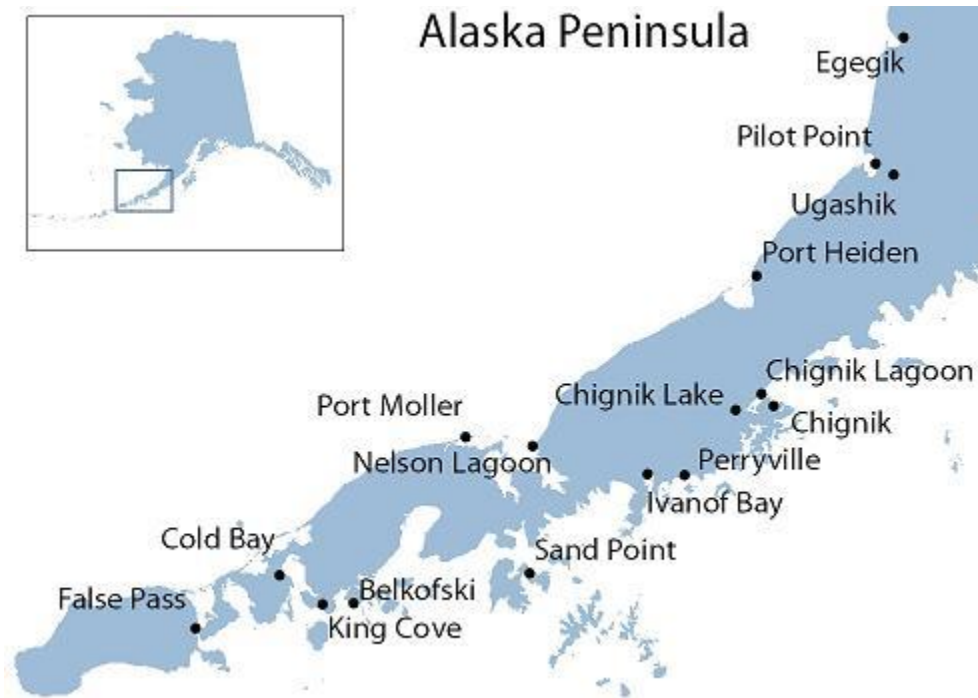 Alaska Peninsula
Egegik
Pilot Point
Ugashik
Port Heiden
Chignik Lagoon
Chignik Lake
Chignik
Port Moller
Nelson Lagoon
Perryville
Ivanof Bay
Cold Bay
Sand Point
False Pass
Belkofski
King Cove